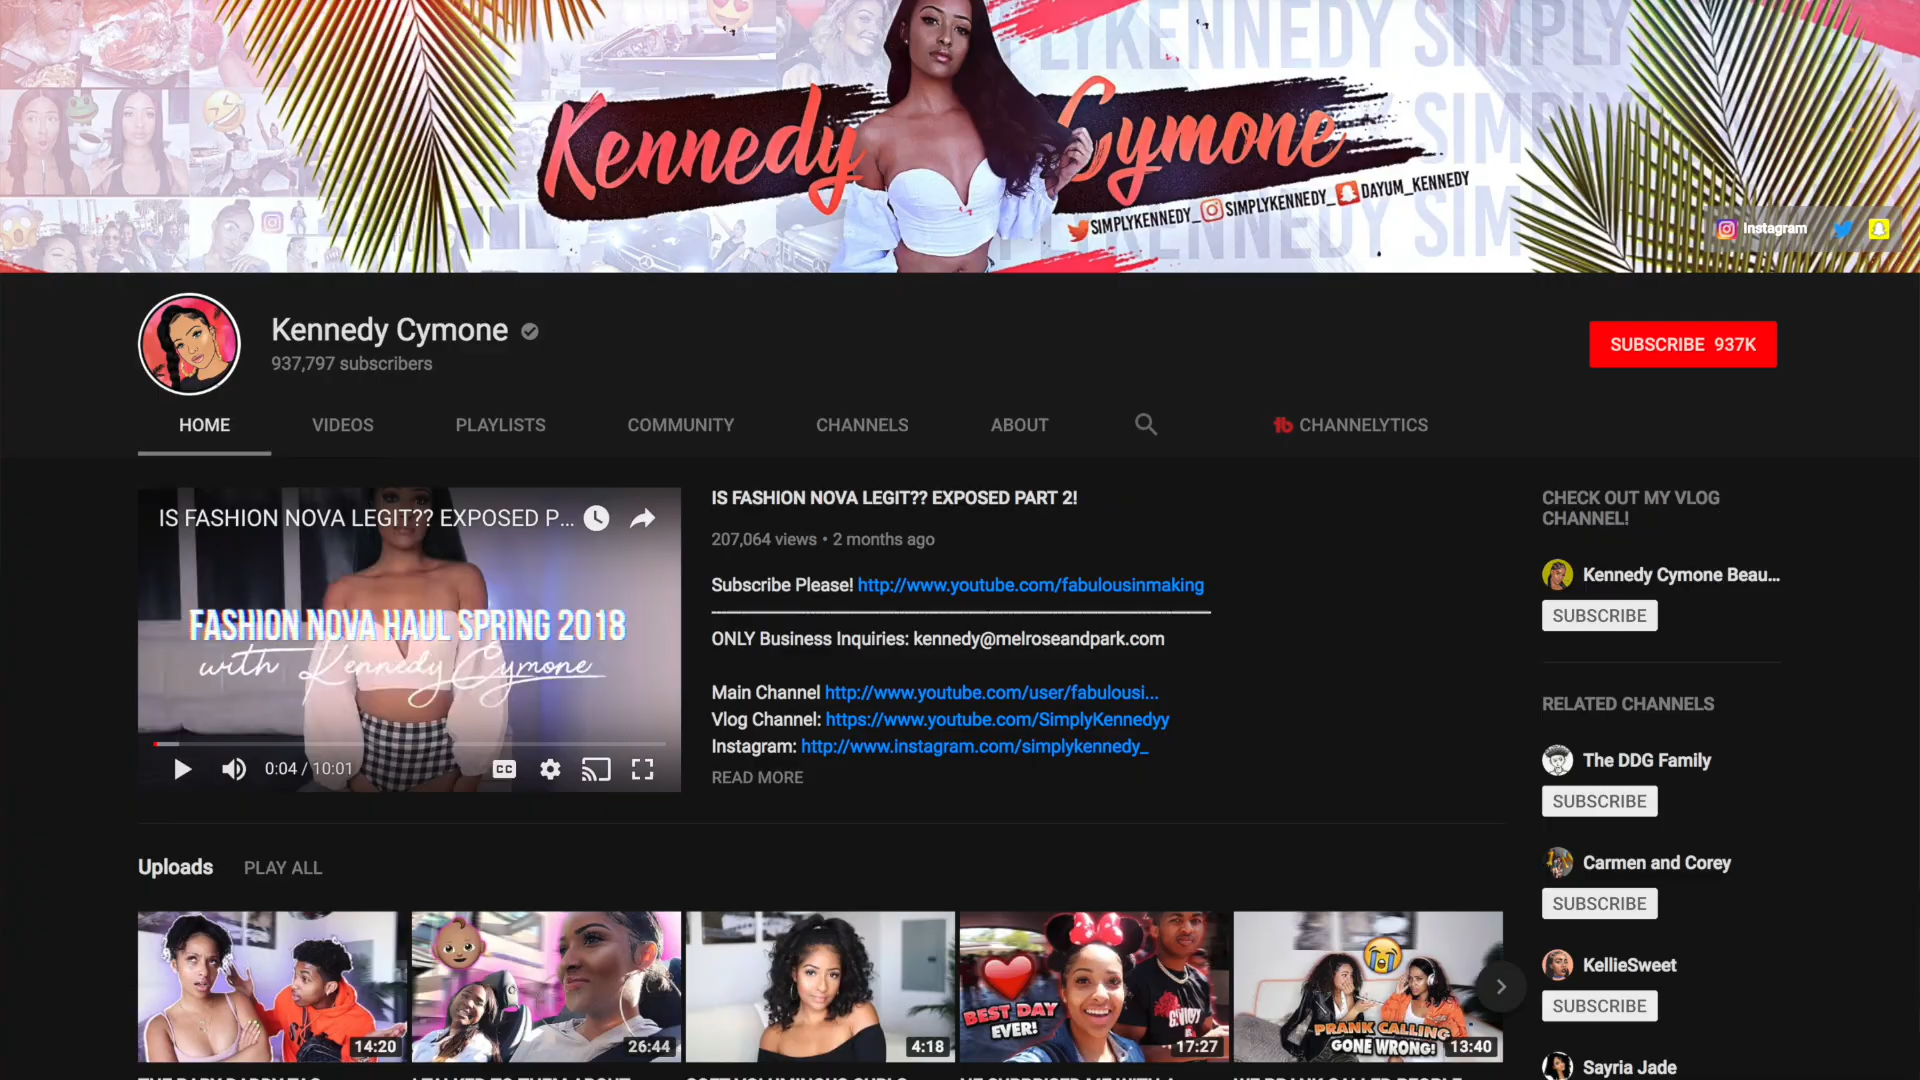 LYKENNEDY SIMPLY
Kennedy Cymone
SIMPLYKENNEDY_ SIMPLYKENNEDY_ DAYUM_KENNEDY
Instagram
Kennedy Cymone
937,797 subscribers
SUBSCRIBE 937K
HOME VIDEOS PLAYLISTS COMMUNITY CHANNELS ABOUT CHANNELYTICS
IS FASHION NOVA LEGIT?? EXPOSED P...
FASHION NOVA HAUL SPRING 2018
with Kennedy Cymone
0:04 / 10:01
CC
IS FASHION NOVA LEGIT?? EXPOSED PART 2!
207,064 views • 2 months ago
Subscribe Please! http://www.youtube.com/fabulousinmaking
ONLY Business Inquiries: kennedy@melroseandpark.com
Main Channel http://www.youtube.com/user/fabulousi...
Vlog Channel: https://www.youtube.com/SimplyKennedyy
Instagram: http://www.instagram.com/simplykennedy_
READ MORE
CHECK OUT MY VLOG
CHANNEL!
Kennedy Cymone Beau...
SUBSCRIBE
RELATED CHANNELS
The DDG Family
SUBSCRIBE
Carmen and Corey
SUBSCRIBE
KellieSweet
SUBSCRIBE
Sayria Jade
Uploads PLAY ALL
14:20
26:44
4:18
BEST DAY
EVER!
17:27
PRANK CALLING
GONE WRONG!
13:40